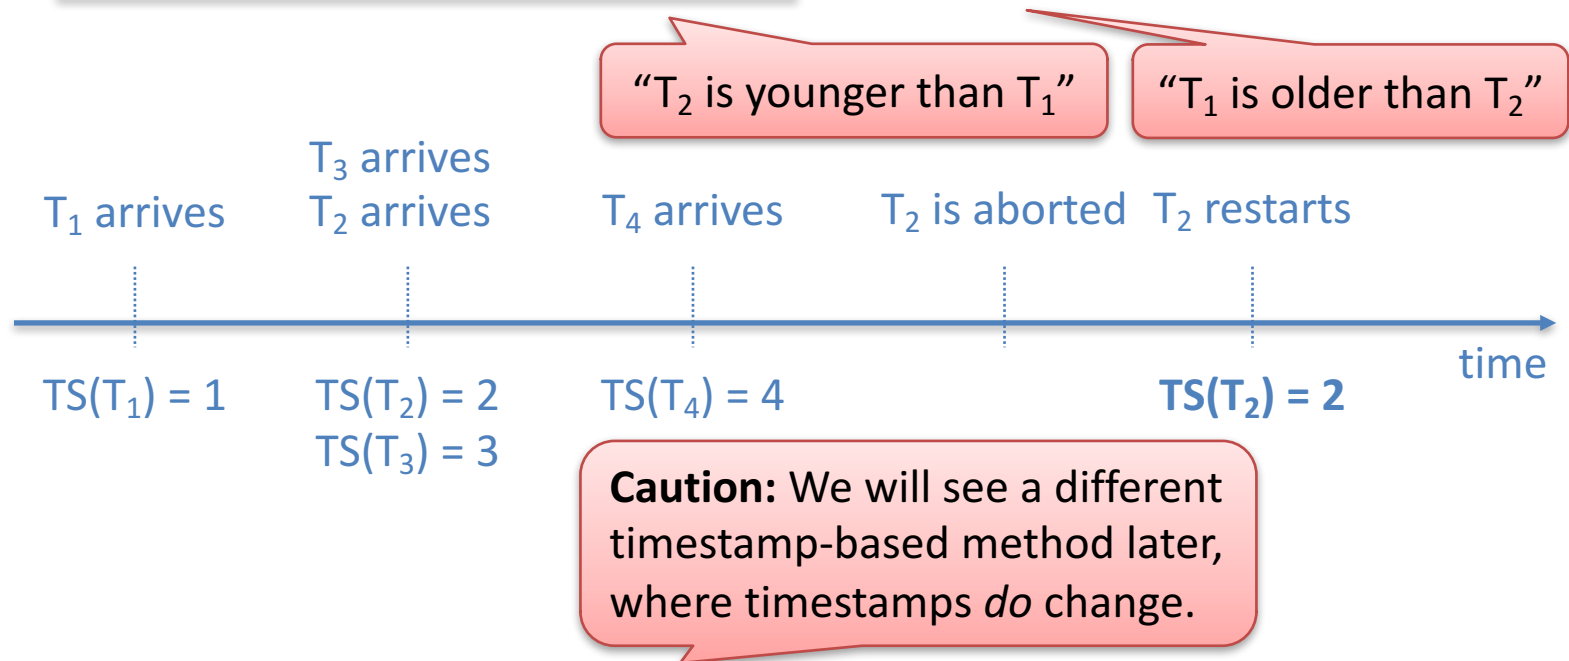 “T₂ is younger than T₁”
“T₁ is older than T₂”
T₃ arrives
T₁ arrives
T₂ arrives
T₄ arrives
T₂ is aborted
T₂ restarts
time
TS(T₁) = 1
TS(T₂) = 2
TS(T₄) = 4
TS(T₂) = 2
TS(T₃) = 3
Caution: We will see a different
timestamp-based method later,
where timestamps do change.